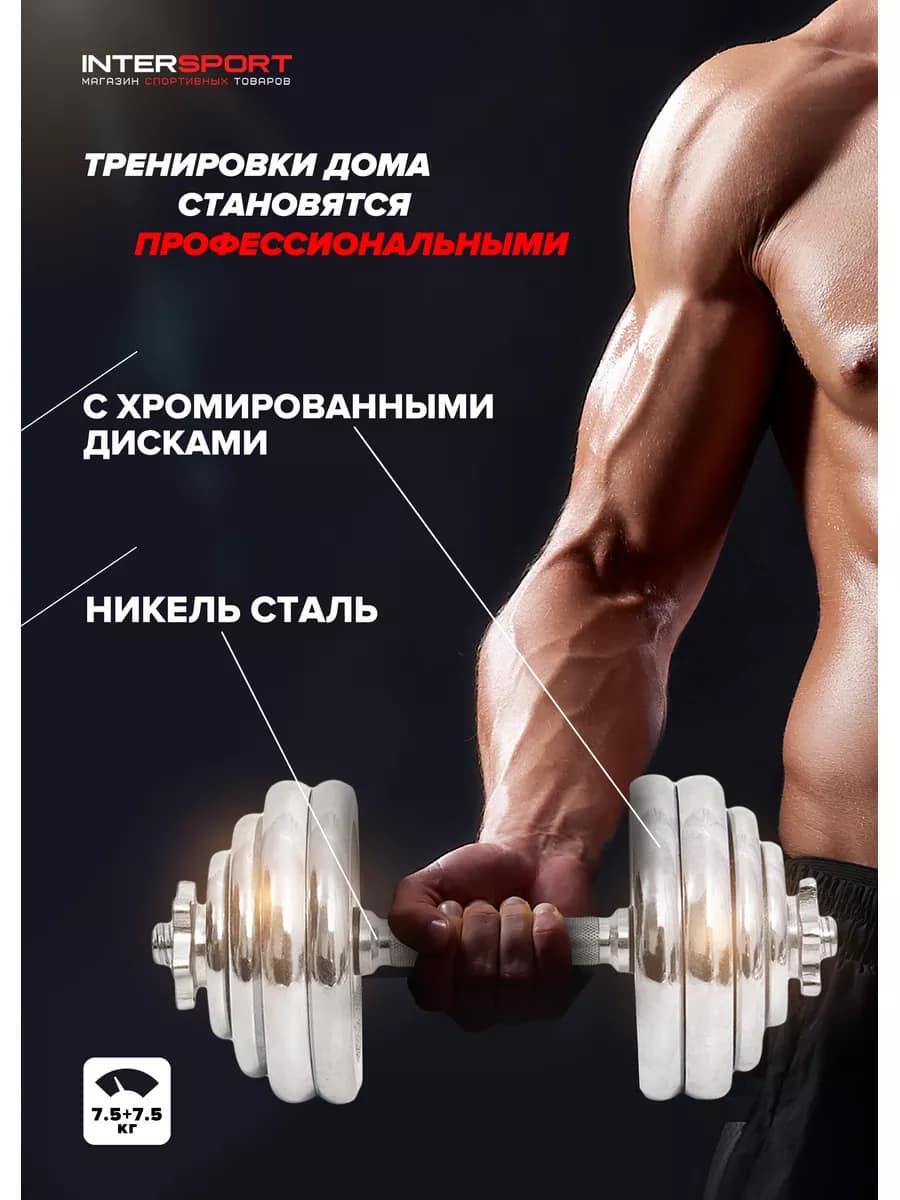 INTERSPORT
МАГАЗИН СПОРТИВНЫХ ТОВАРОВ
ТРЕНИРОВКИ ДОМА
СТАНОВЯТСЯ
ПРОФЕССИОНАЛЬНЫМИ
С ХРОМИРОВАННЫМИ
ДИСКАМИ
НИКЕЛЬ СТАЛЬ
7.5+7.5
КГ